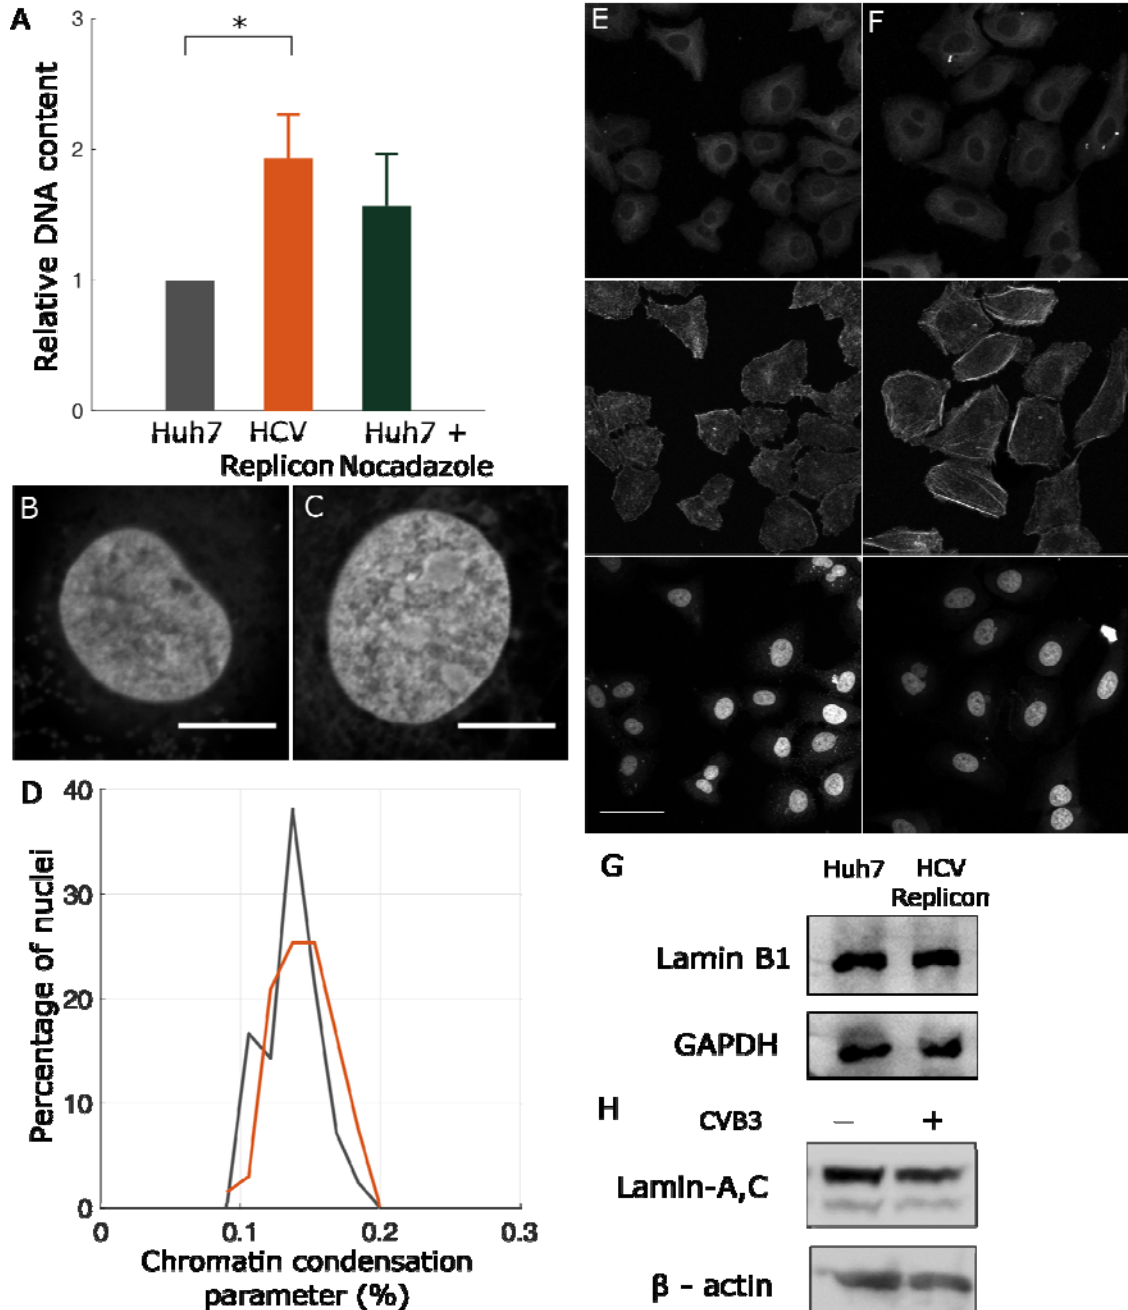 A
3
2
1
0
*
Relative DNA content
Huh7
HCV
Replicon
Huh7 +
Nocadazole
B
C
D
40
30
20
10
0
Percentage of nuclei
0
0.1
0.2
0.3
Chromatin condensation
parameter (%)
E
F
G
Huh7
HCV
Replicon
Lamin B1
GAPDH
H
CVB3
–
+
Lamin-A,C
β - actin